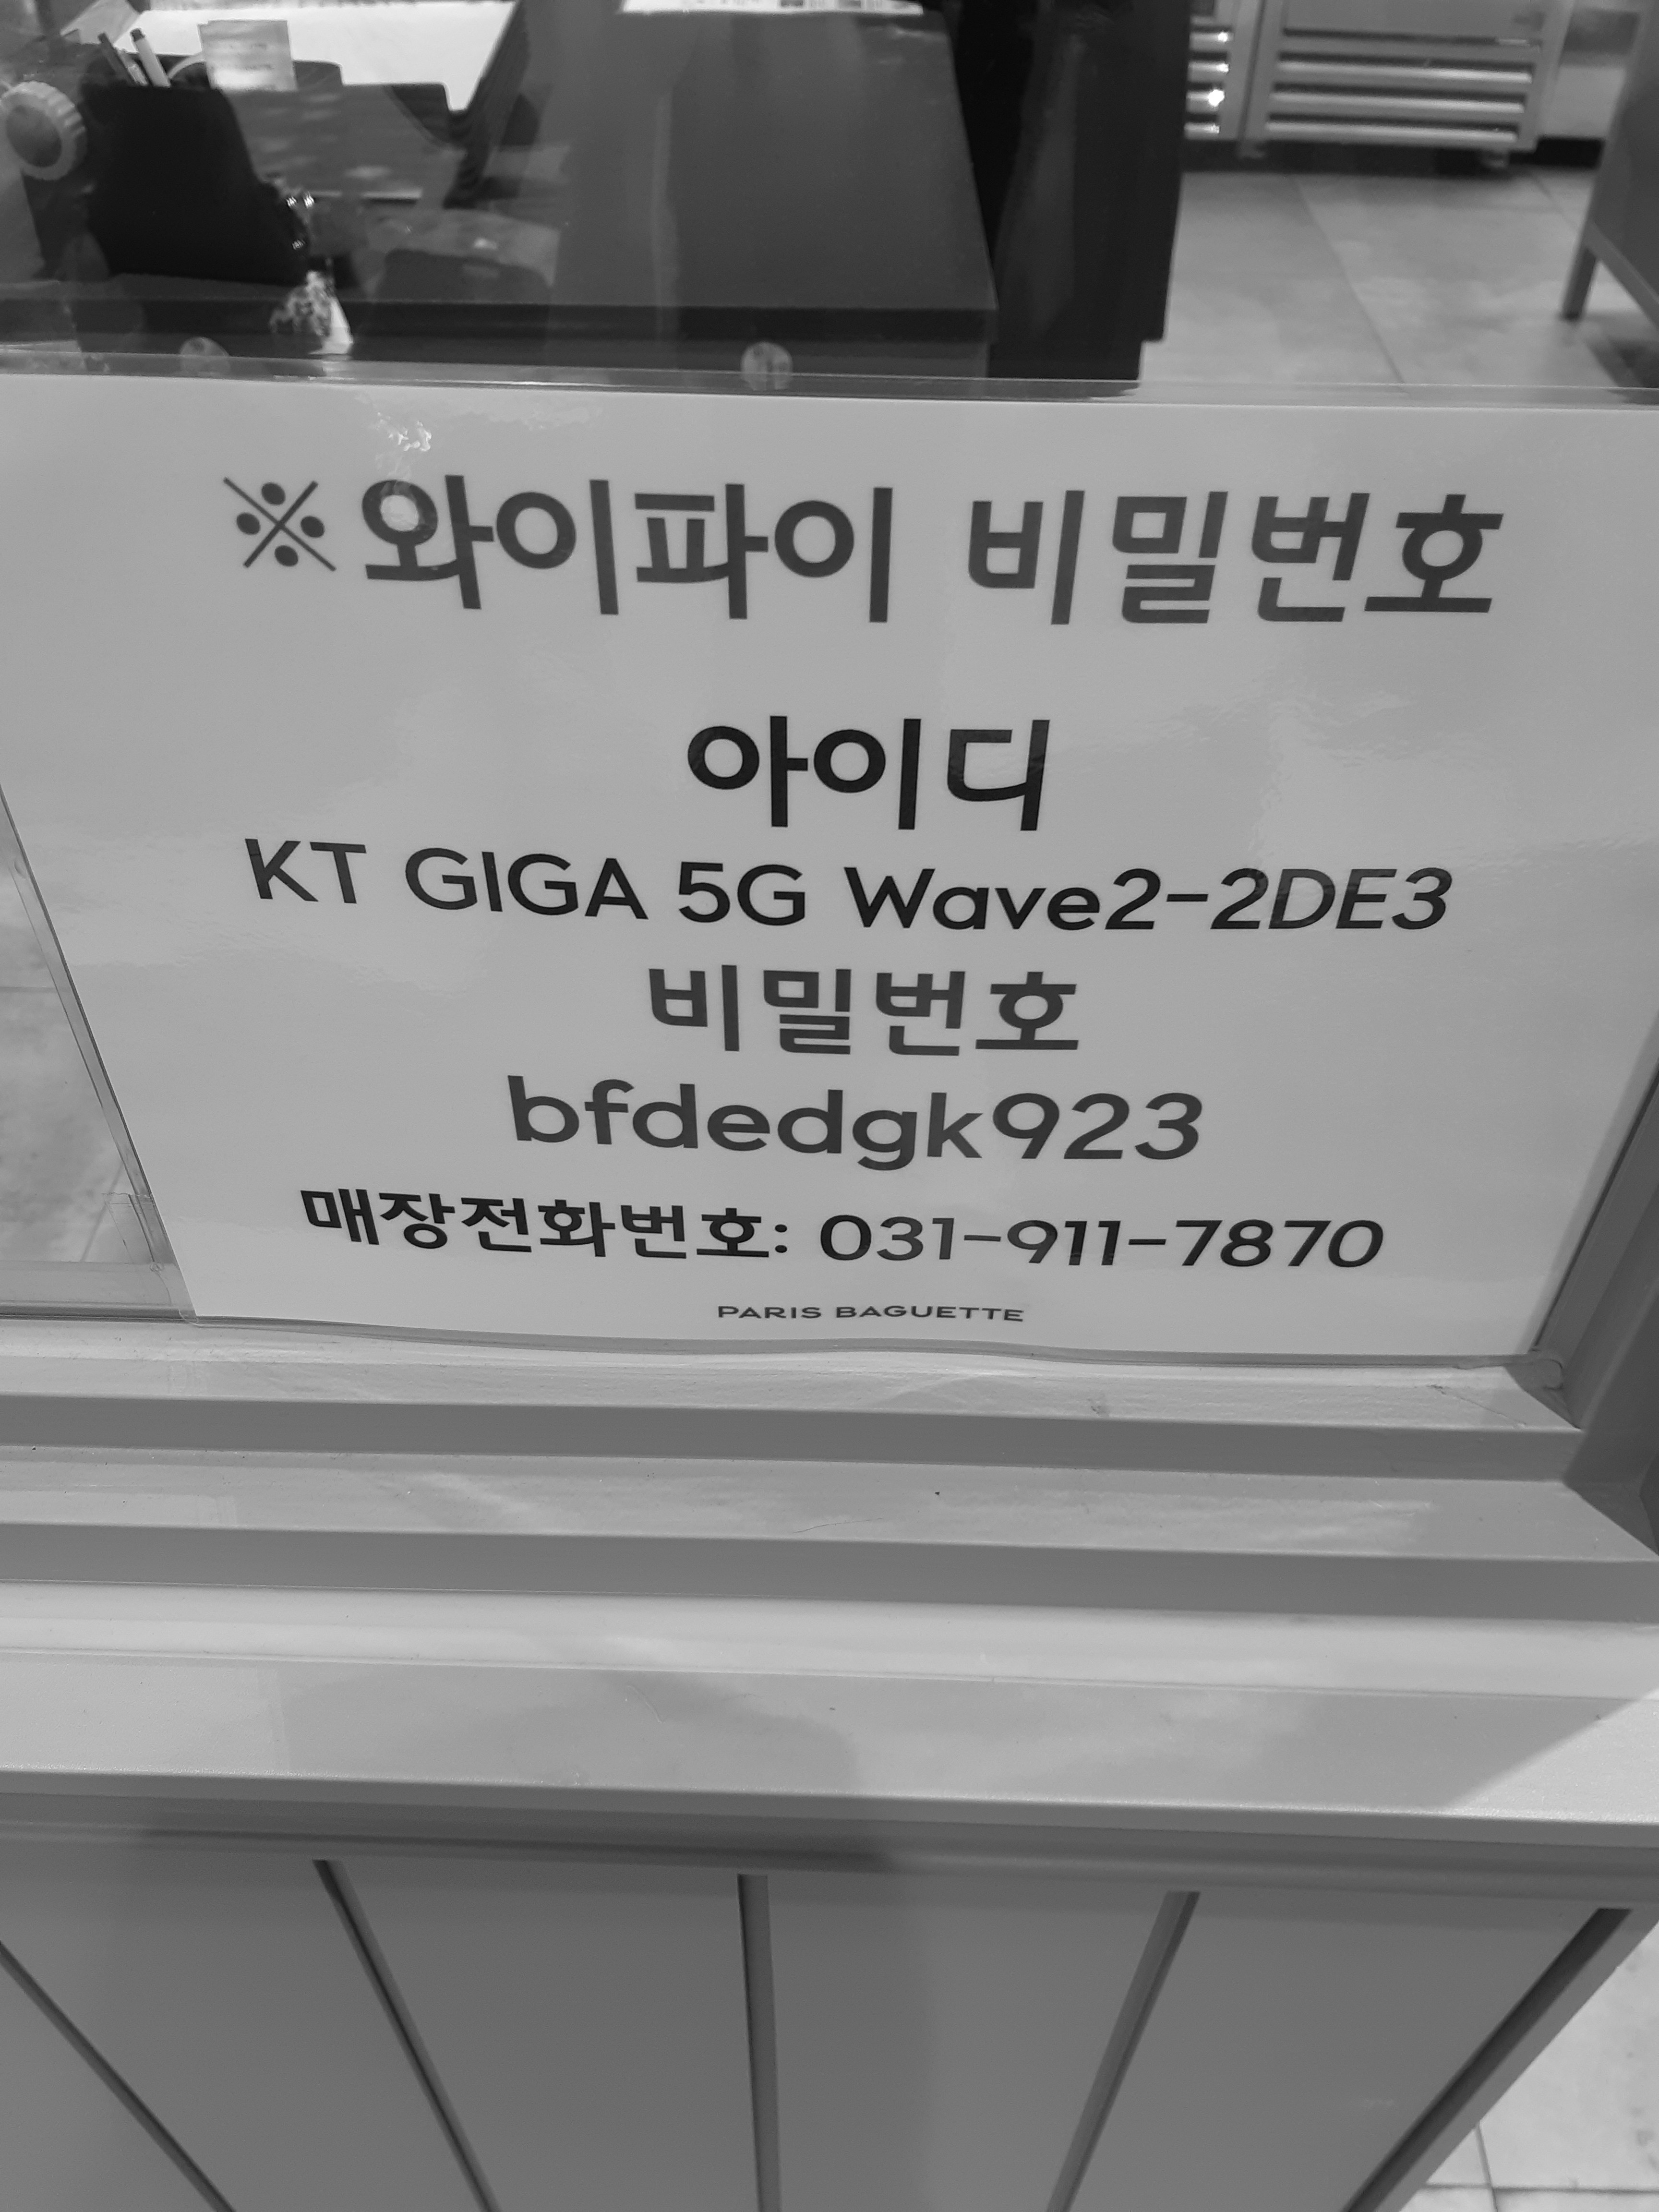 ※와이파이 비밀번호
아이디
KT GIGA 5G Wave2-2DE3
비밀번호
bfdedgk923
매장전화번호: 031-911-7870
PARIS BAGUETTE